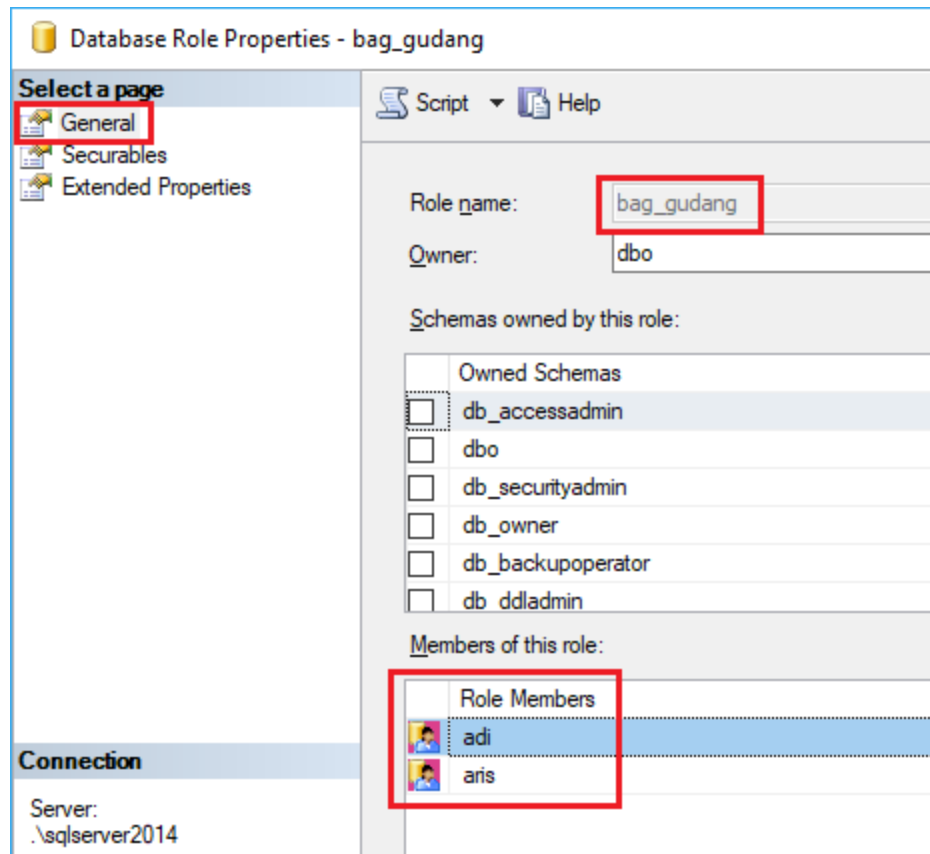 Database Role Properties - bag_gudang
Select a page
General
Securables
Extended Properties
Script
Help
Role name:
bag_gudang
Owner:
dbo
Schemas owned by this role:
Owned Schemas
db_accessadmin
dbo
db_securityadmin
db_owner
db_backupoperator
db_ddladmin
Members of this role:
Role Members
adi
aris
Connection
Server:
.\sqlserver2014